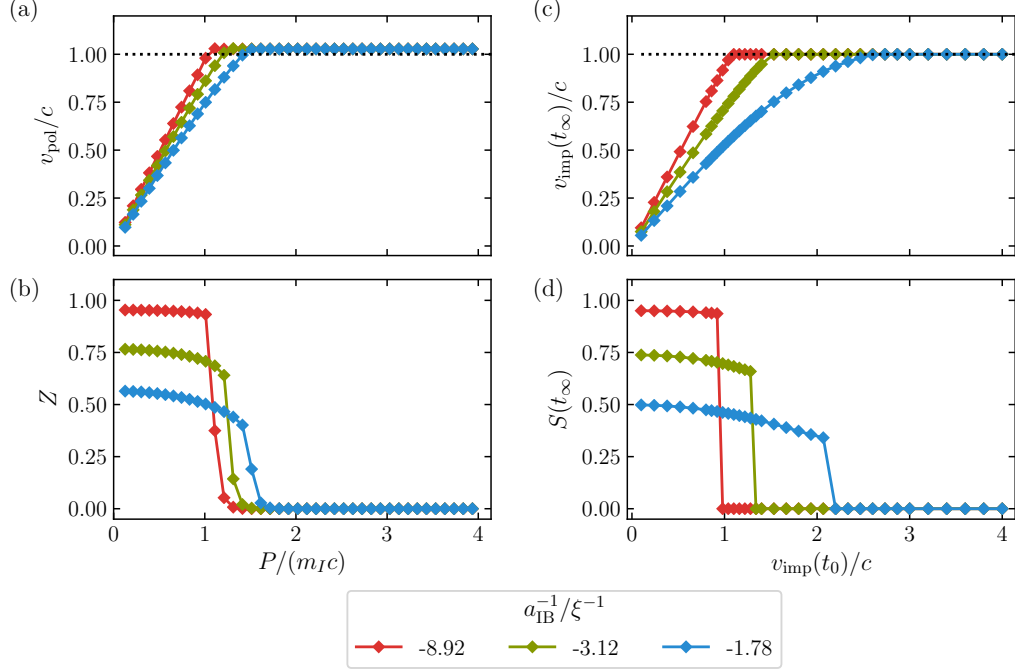 (a)
1.00
0.75
0.50
0.25
0.00
v_pol/c
(c)
1.00
0.75
0.50
0.25
0.00
v_imp(t_∞)/c
(b)
1.00
0.75
0.50
0.25
0.00
Z
0 1 2 3 4
P/(m_I c)
(d)
1.00
0.75
0.50
0.25
0.00
S(t_∞)
0 1 2 3 4
v_imp(t_0)/c
a_IB^{-1}/ξ^{-1}
-8.92 -3.12 -1.78